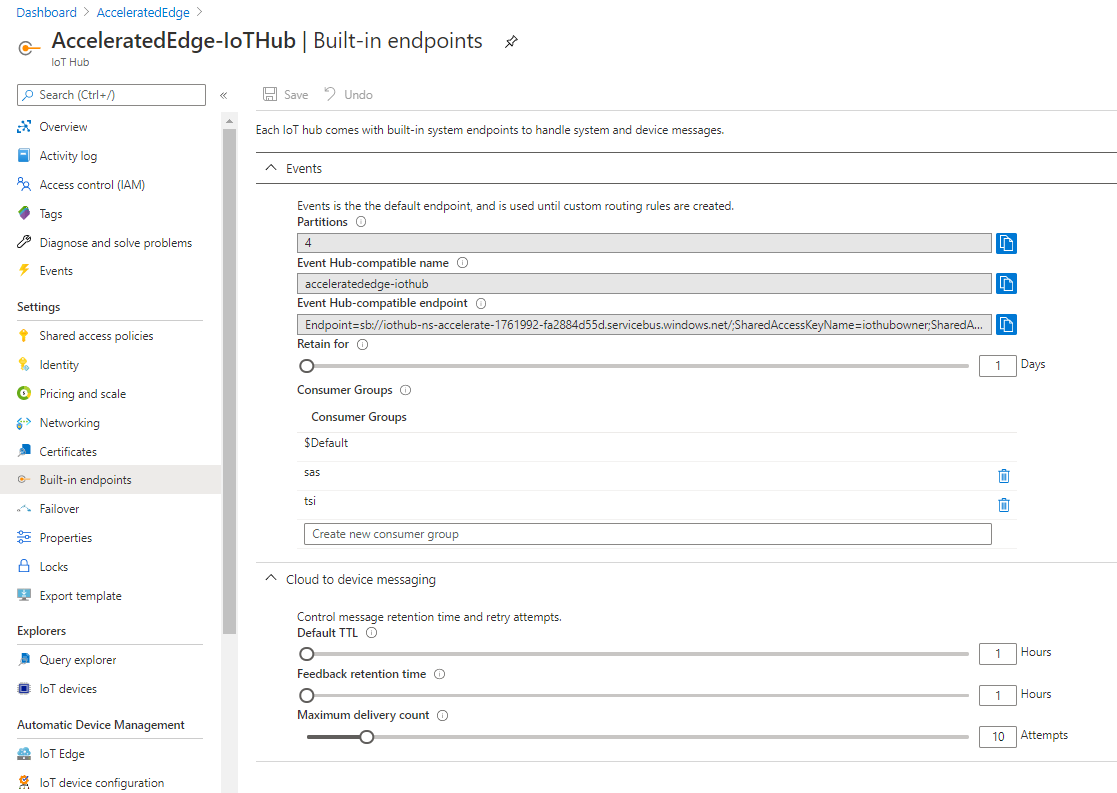 Dashboard > AcceleratedEdge >
AcceleratedEdge-IoTHub | Built-in endpoints
IoT Hub
Search (Ctrl+/)
«
Overview
Activity log
Access control (IAM)
Tags
Diagnose and solve problems
Events
Settings
Shared access policies
Identity
Pricing and scale
Networking
Certificates
Built-in endpoints
Failover
Properties
Locks
Export template
Explorers
Query explorer
IoT devices
Automatic Device Management
IoT Edge
IoT device configuration
Save Undo
Each IoT hub comes with built-in system endpoints to handle system and device messages.
Events
Events is the the default endpoint, and is used until custom routing rules are created.
Partitions
4
Event Hub-compatible name
acceleratededge-iothub
Event Hub-compatible endpoint
Endpoint=sb://iothub-ns-accelerate-1761992-fa2884d55d.servicebus.windows.net/;SharedAccessKeyName=iothubowner;SharedA...
Retain for
1 Days
Consumer Groups
Consumer Groups
$Default
sas
tsi
Create new consumer group
Cloud to device messaging
Control message retention time and retry attempts.
Default TTL
1 Hours
Feedback retention time
1 Hours
Maximum delivery count
10 Attempts